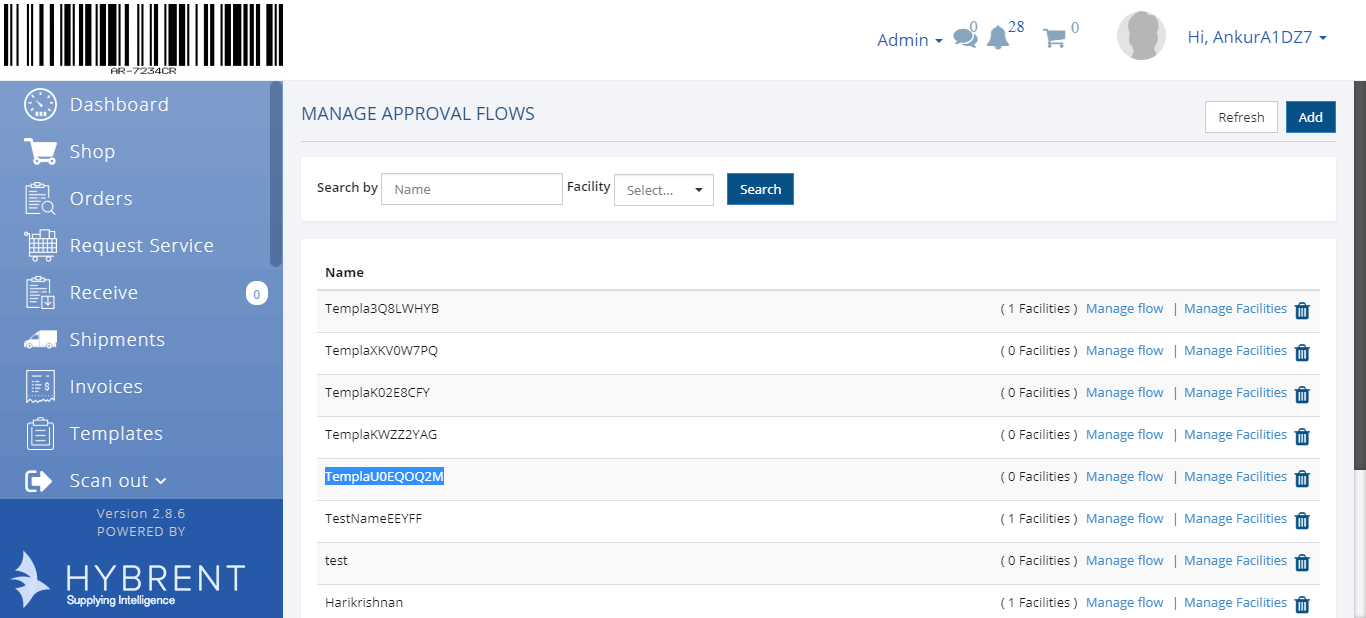 AR-7234CR
Admin
0
28
0
Hi, AnkurA1DZ7
Dashboard
Shop
Orders
Request Service
Receive 0
Shipments
Invoices
Templates
Scan out
Version 2.8.6
POWERED BY
HYBRENT
Supplying Intelligence
MANAGE APPROVAL FLOWS
Refresh Add
Search by Name Facility Select... Search
Name
Templa3Q8LWHYB ( 1 Facilities ) Manage flow | Manage Facilities
TemplaXKV0W7PQ ( 0 Facilities ) Manage flow | Manage Facilities
TemplaK02E8CFY ( 0 Facilities ) Manage flow | Manage Facilities
TemplaKWZZ2YAG ( 0 Facilities ) Manage flow | Manage Facilities
TemplaU0EQOQ2M ( 0 Facilities ) Manage flow | Manage Facilities
TestNameEEYFF ( 1 Facilities ) Manage flow | Manage Facilities
test ( 0 Facilities ) Manage flow | Manage Facilities
Harikrishnan ( 1 Facilities ) Manage flow | Manage Facilities